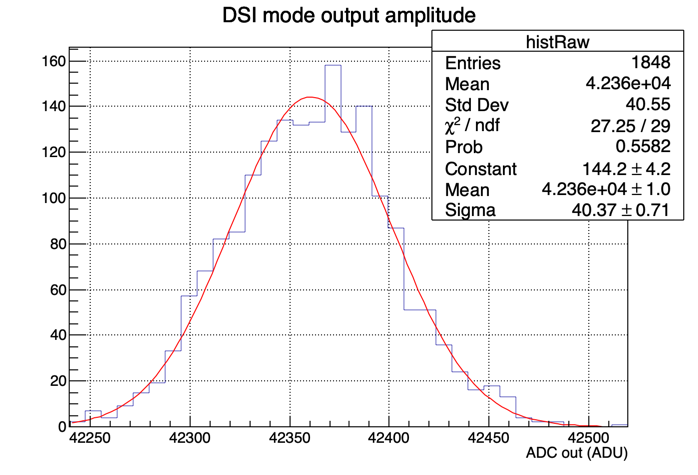 DSI mode output amplitude
histRaw
Entries 1848
Mean 4.236e+04
Std Dev 40.55
χ² / ndf 27.25 / 29
Prob 0.5582
Constant 144.2 ± 4.2
Mean 4.236e+04 ± 1.0
Sigma 40.37 ± 0.71
160
140
120
100
80
60
40
20
0
42250 42300 42350 42400 42450 42500
ADC out (ADU)